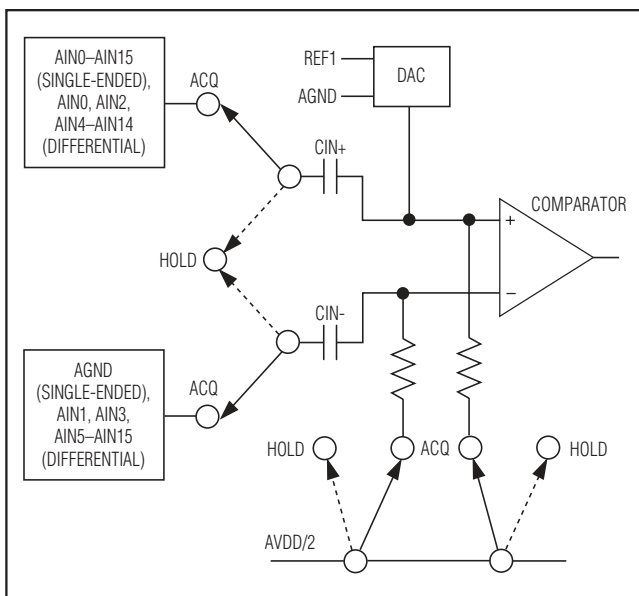 AIN0–AIN15
(SINGLE-ENDED),
AIN0, AIN2,
AIN4–AIN14
(DIFFERENTIAL)
ACQ
REF1
AGND
DAC
CIN+
COMPARATOR
+
−
HOLD
CIN-
AGND
(SINGLE-ENDED),
AIN1, AIN3,
AIN5–AIN15
(DIFFERENTIAL)
ACQ
HOLD
ACQ
HOLD
AVDD/2